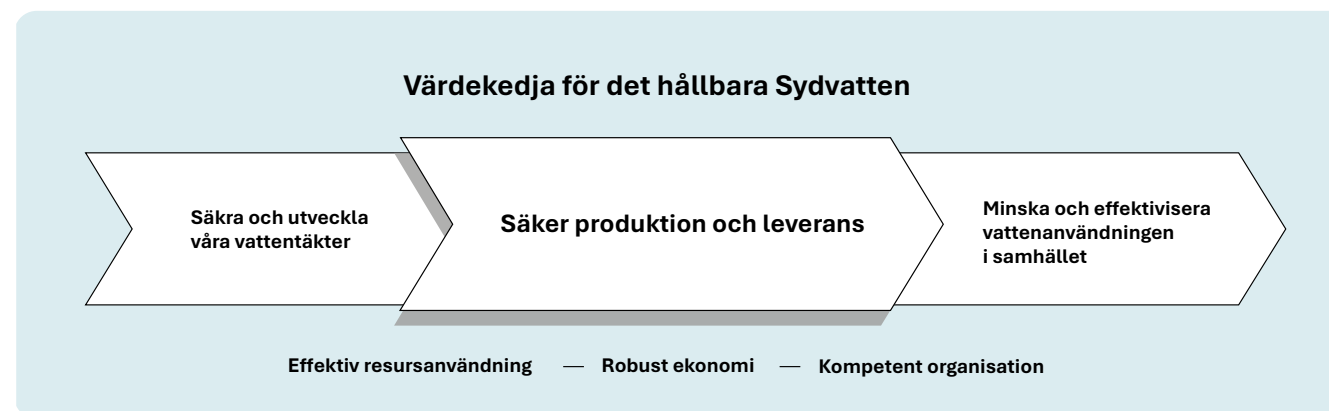 Värdekedja för det hållbara Sydvatten
Säkra och utveckla
våra vattentäkter
Säker produktion och leverans
Minska och effektivisera
vattenanvändningen
i samhället
Effektiv resursanvändning — Robust ekonomi — Kompetent organisation